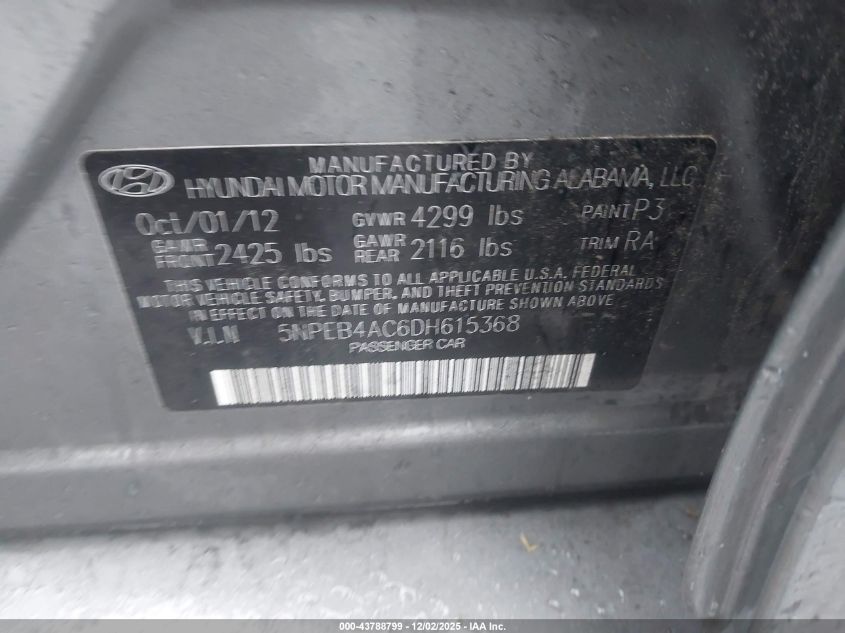 MANUFACTURED BY
HYUNDAI MOTOR MANUFACTURING ALABAMA, LLC
Oct/01/12 GVWR 4299 lbs PAINT P3
GAWR FRONT 2425 lbs GAWR REAR 2116 lbs TRIM RA
THIS VEHICLE CONFORMS TO ALL APPLICABLE U.S.A. FEDERAL
MOTOR VEHICLE SAFETY, BUMPER, AND THEFT PREVENTION STANDARDS
IN EFFECT ON THE DATE OF MANUFACTURE SHOWN ABOVE
V.I.N 5NPEB4AC6DH615368
PASSENGER CAR
000-43788799 - 12/02/2025 - IAA Inc.